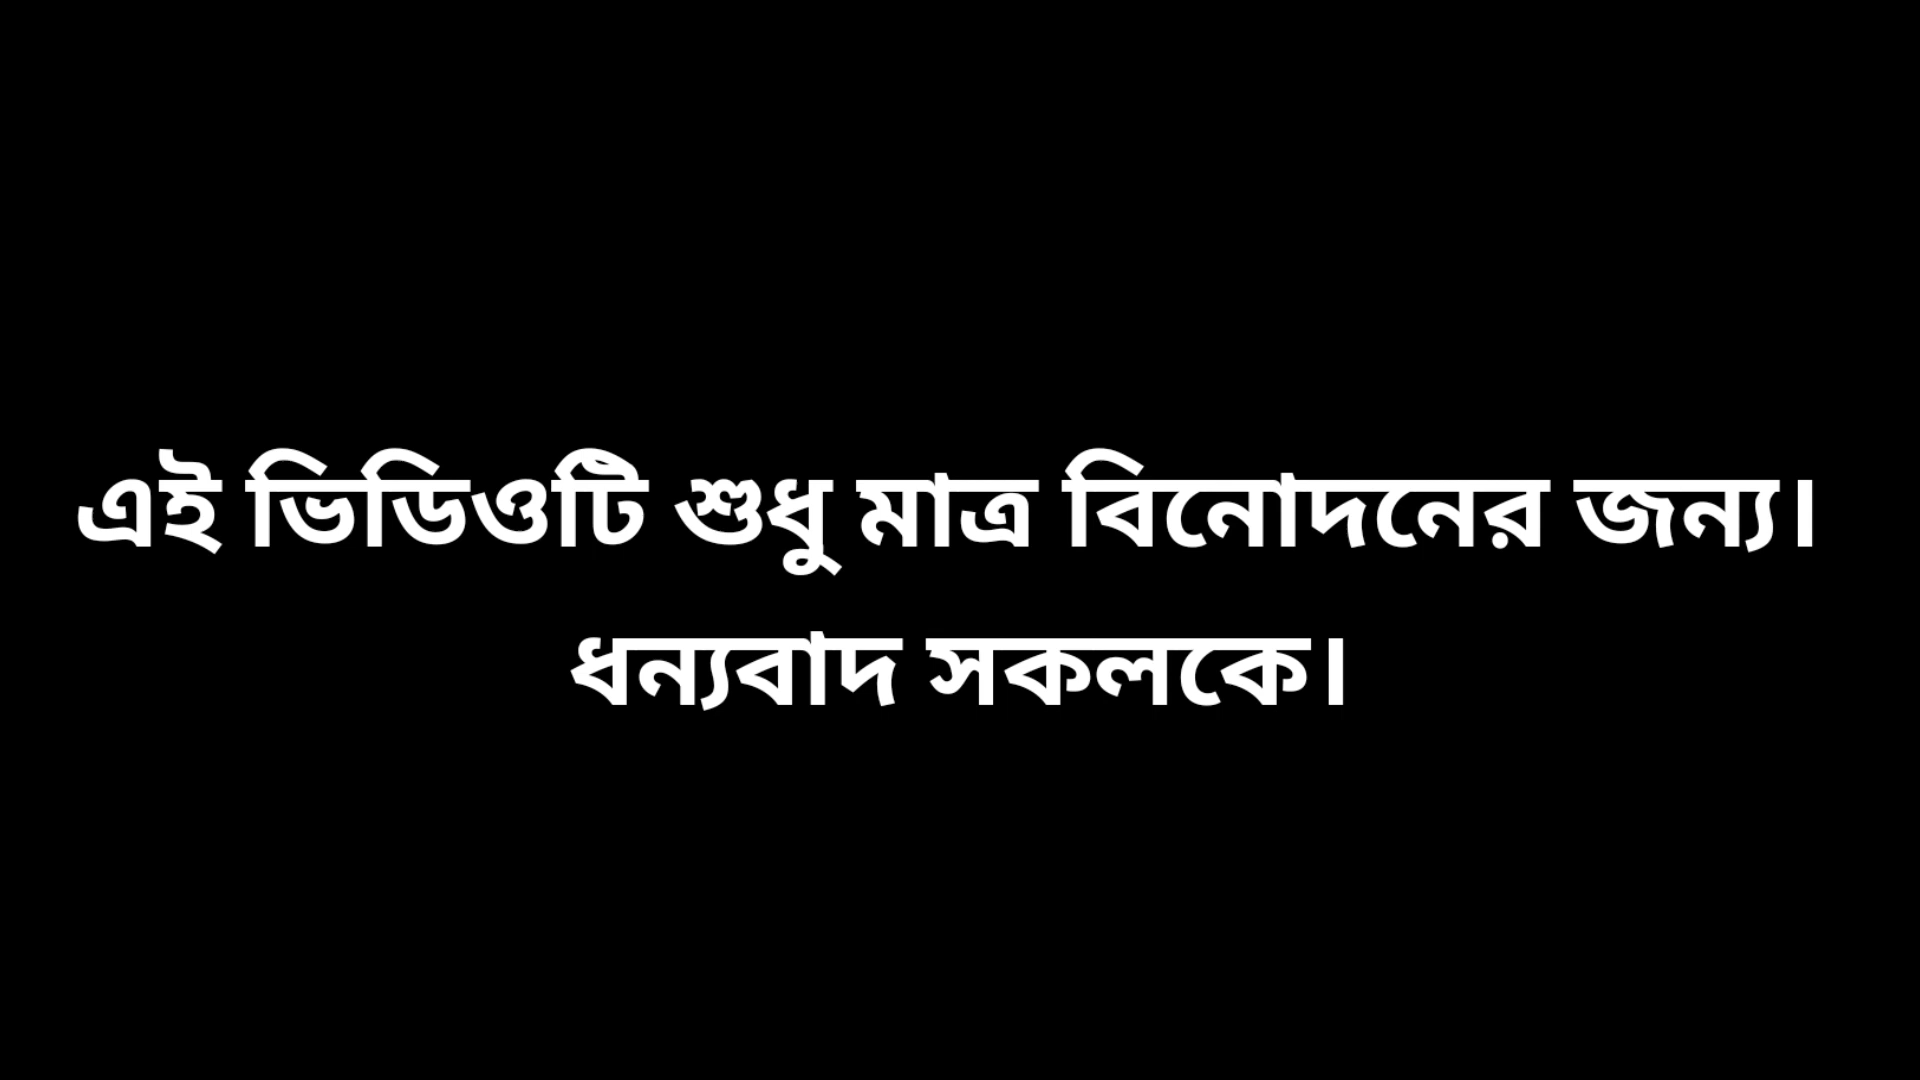 এই ভিডিওটি শুধু মাত্র বিনোদনের জন্য।
ধন্যবাদ সকলকে।